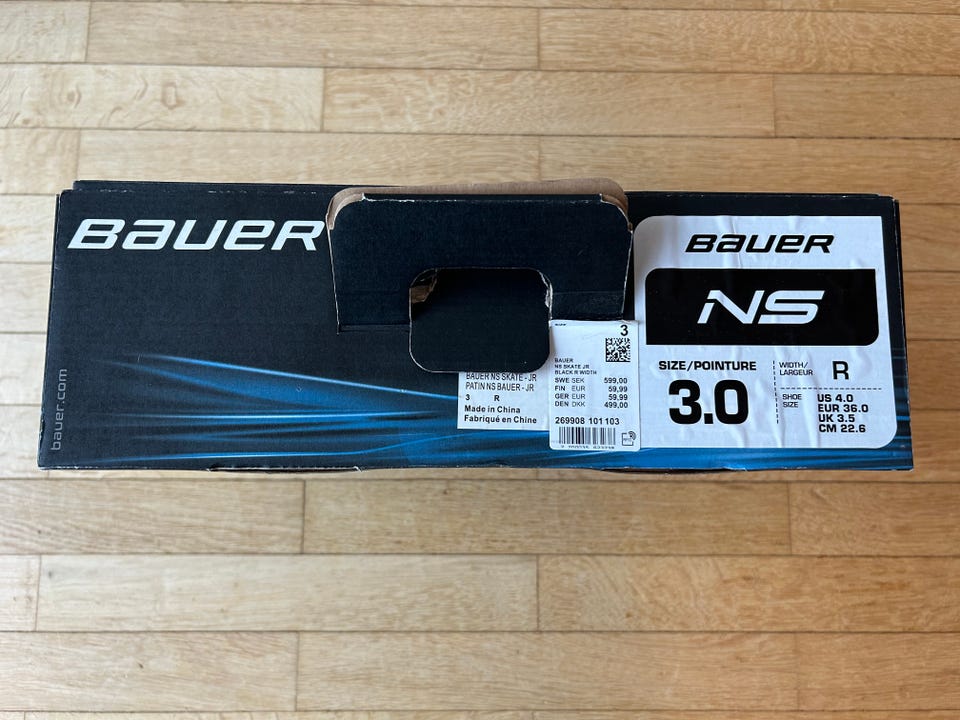 BAUER
bauer.com
BAUER NS SKATE - JR
PATIN NS BAUER - JR
3 R
Made in China
Fabriqué en Chine
3
BAUER
NS SKATE JR
BLACK R WIDTH
SWE SEK 599,00
FIN EUR 59,99
GER EUR 59,99
DEN DKK 499,00
269908 101 103
BAUER
NS
SIZE/POINTURE
3.0
WIDTH/
LARGEUR
R
SHOE
SIZE
US 4.0
EUR 36.0
UK 3.5
CM 22.6